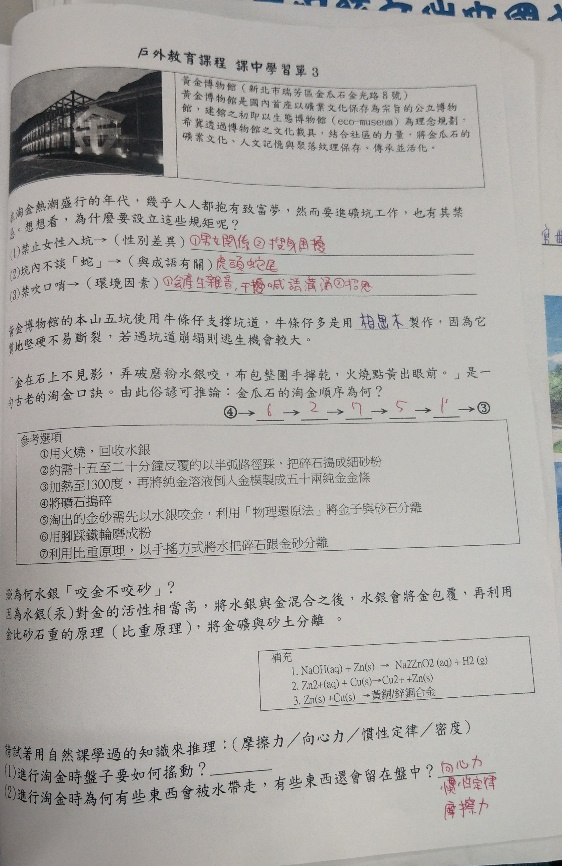 戶外教育課程 課中學習單 3
黃金博物館（新北市瑞芳區金瓜石金光路8號）
黃金博物館是國內首座以礦業文化保存為宗旨的公立博物
館，建館之初即以生態博物館（eco-museum）為理念規劃，
希冀透過博物館之文化載具，結合社區的力量，將金瓜石的
礦業文化、人文記憶與聚落紋理保存、傳承並活化。
淘金熱潮盛行的年代，幾乎人人都抱有致富夢，然而要進礦坑工作，也有其禁
忌。想想看，為什麼要設立這些規矩呢？
(1)禁止女性入坑→（性別差異）①男女關係②搜身困擾
(2)坑內不談「蛇」→（與成語有關）虎頭蛇尾
(3)禁吹口哨→（環境因素）①會產生雜音,干擾
金博物館的本山五坑使用牛條仔支撐坑道，牛條仔多是用 相思木 製作，因為它
質地堅硬不易斷裂，若遇坑道崩塌則逃生機會較大。
「金在石上不見影，弄破磨粉水銀咬，布包整團手擰乾，火燒點黃出眼前。」是一
句古老的淘金口訣。由此俗諺可推論：金瓜石的淘金順序為何？
④→ 6 → 2 → 7 → 5 → 1 →③
參考選項
①用火燒，回收水銀
②約需十五至二十分鐘反覆的以半弧路徑踩，把碎石搗成細砂粉
③加熱至1300度，再將純金溶液倒入金模製成五十兩純金金條
④將礦石搗碎
⑤淘出的金砂需先以水銀咬金，利用「物理還原法」將金子與砂石分離
⑥用腳踩鐵輪磨成粉
⑦利用比重原理，以手搖方式將水把碎石跟金砂分離
為何水銀「咬金不咬砂」？
因為水銀(汞)對金的活性相當高，將水銀與金混合之後，水銀會將金包覆，再利用
金比砂石重的原理（比重原理），將金礦與砂土分離 。
補充
1. NaOH(aq) + Zn(s) → Na2ZnO2 (aq) + H2 (g)
2. Zn2+(aq) + Cu(s)→Cu2+ +Zn(s)
3. Zn(s) +Cu(s) →黃銅/鋅銅合金
請試著用自然課學過的知識來推理：(摩擦力／向心力／慣性定律／密度)
(1)進行淘金時盤子要如何搖動？
(2)進行淘金時為何有些東西會被水帶走，有些東西還會留在盤中？向心力
慣性定律
摩擦力